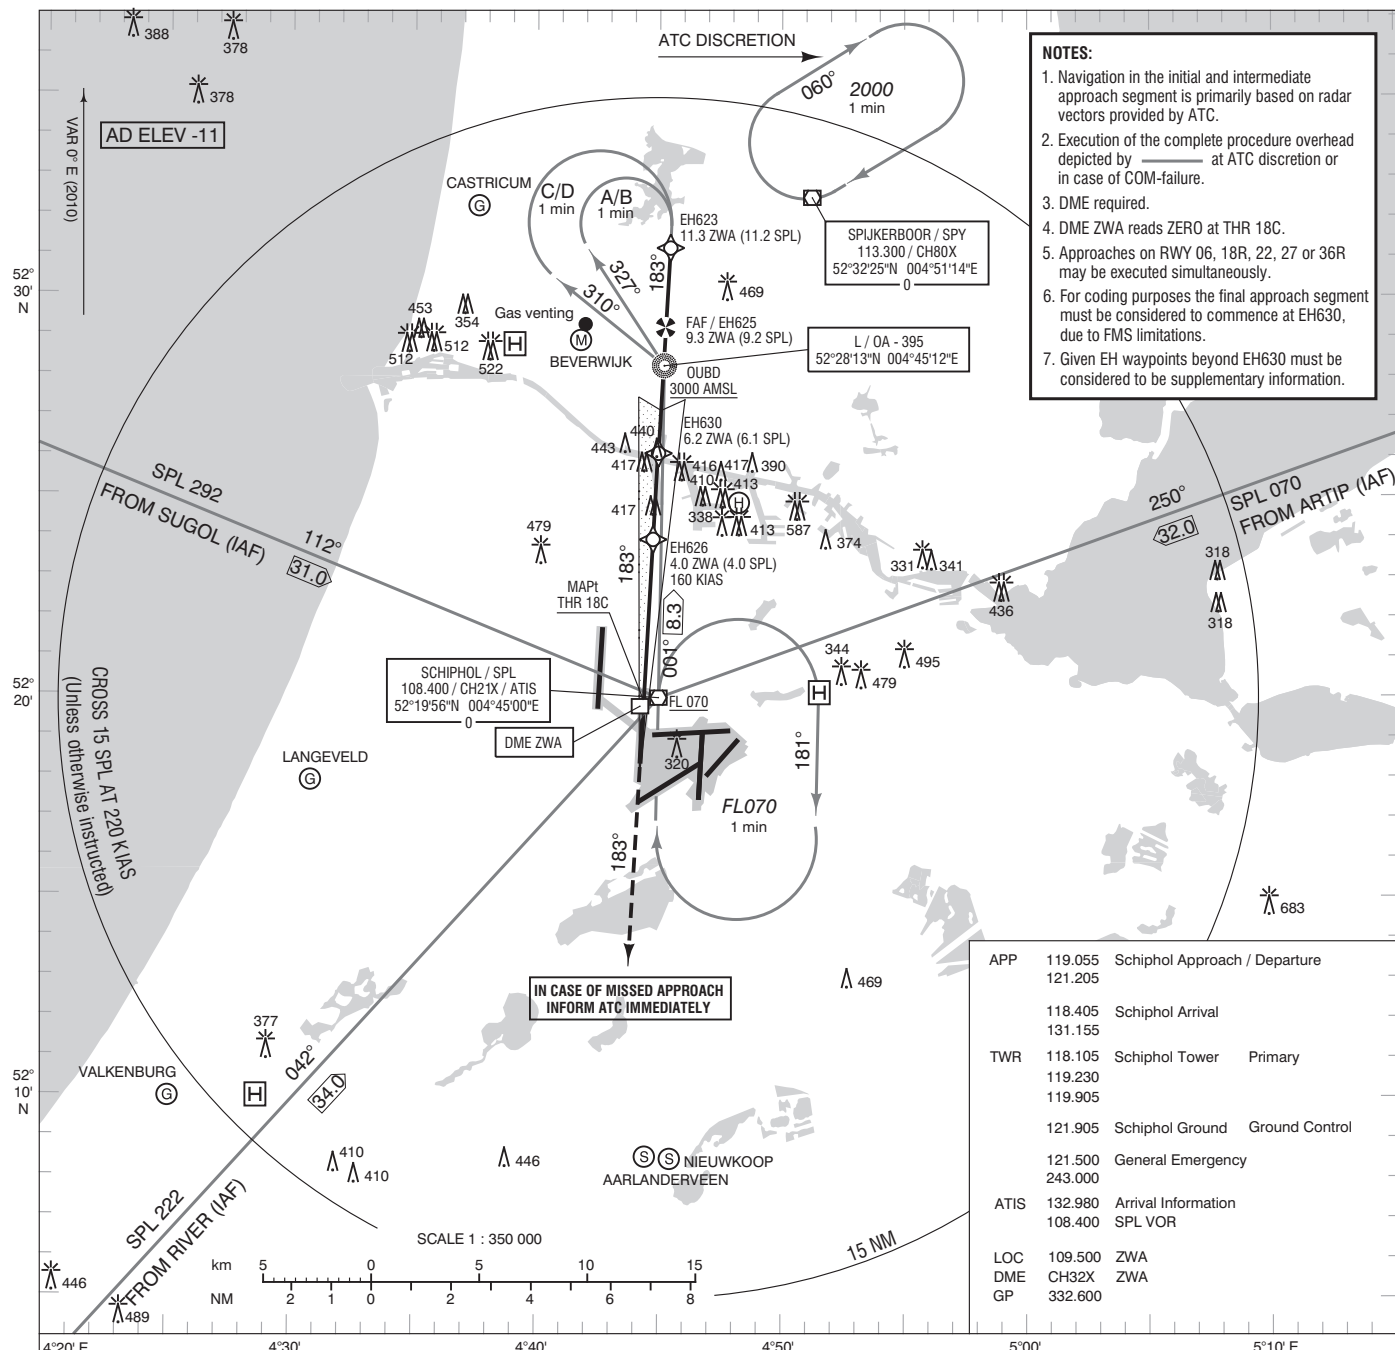 388
378
378
AD ELEV -11
VAR 0° E (2010)
ATC DISCRETION
060°
2000
1 min
NOTES:
1. Navigation in the initial and intermediate
approach segment is primarily based on radar
vectors provided by ATC.
2. Execution of the complete procedure overhead
depicted by at ATC discretion or
in case of COM-failure.
3. DME required.
4. DME ZWA reads ZERO at THR 18C.
5. Approaches on RWY 06, 18R, 22, 27 or 36R
may be executed simultaneously.
6. For coding purposes the final approach segment
must be considered to commence at EH630,
due to FMS limitations.
7. Given EH waypoints beyond EH630 must be
considered to be supplementary information.
CASTRICUM
G
C/D
1 min
A/B
1 min
EH623
11.3 ZWA (11.2 SPL)
SPIJKERBOOR / SPY
113.300 / CH80X
52°32'25"N 004°51'14"E
0
52°
30'
N
183°
327°
310°
469
453
354
512
512
522
H
Gas venting
M
BEVERWIJK
FAF / EH625
9.3 ZWA (9.2 SPL)
L / OA - 395
52°28'13"N 004°45'12"E
OUBD
3000 AMSL
EH630
6.2 ZWA (6.1 SPL)
440
443
417
416
417
390
410
413
H
417
338
413
587
374
SPL 292
FROM SUGOL (IAF)
112°
31.0
479
183°
EH626
4.0 ZWA (4.0 SPL)
160 KIAS
250°
SPL 070
FROM ARTIP (IAF)
32.0
331
341
318
318
436
MAPt
THR 18C
8.3
001°
344
479
495
SCHIPHOL / SPL
108.400 / CH21X / ATIS
52°19'56"N 004°45'00"E
0
FL 070
H
52°
20'
N
DME ZWA
320
181°
CROSS 15 SPL AT 220 KIAS
(Unless otherwise instructed)
LANGEVELD
G
FL070
1 min
183°
683
IN CASE OF MISSED APPROACH
INFORM ATC IMMEDIATELY
469
377
042°
34.0
VALKENBURG
G
H
52°
10'
N
410
410
446
S
S
NIEUWKOOP
AARLANDERVEEN
SPL 222
FROM RIVER (IAF)
446
489
SCALE 1 : 350 000
km 5 0 5 10 15
NM 2 1 0 2 4 6 8
15 NM
APP 119.055 Schiphol Approach / Departure
121.205
118.405 Schiphol Arrival
131.155
TWR 118.105 Schiphol Tower Primary
119.230
119.905
121.905 Schiphol Ground Ground Control
121.500 General Emergency
243.000
ATIS 132.980 Arrival Information
108.400 SPL VOR
LOC 109.500 ZWA
DME CH32X ZWA
GP 332.600
4°20' E 4°30' 4°40' 4°50' 5°00' 5°10' E